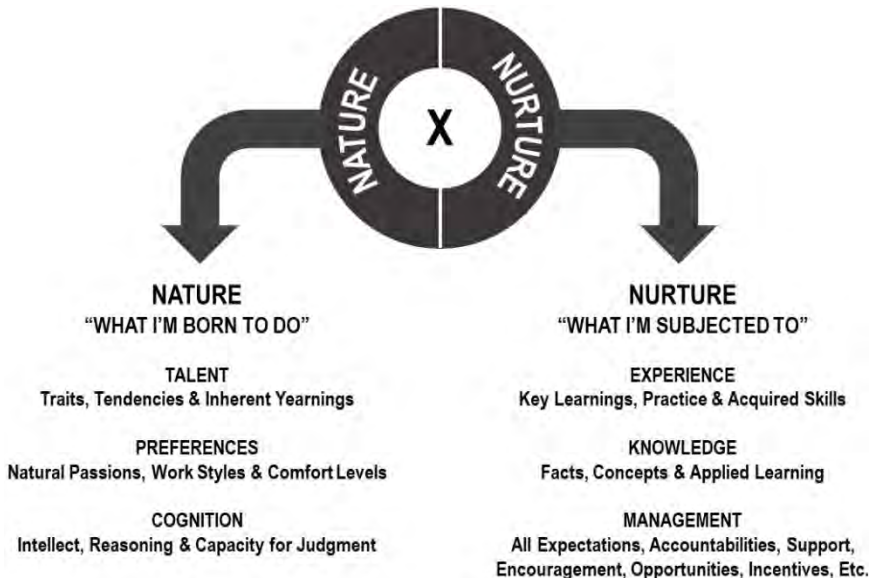 NATURE
X
NURTURE
NATURE
“WHAT I’M BORN TO DO”
TALENT
Traits, Tendencies & Inherent Yearnings
PREFERENCES
Natural Passions, Work Styles & Comfort Levels
COGNITION
Intellect, Reasoning & Capacity for Judgment
NURTURE
“WHAT I’M SUBJECTED TO”
EXPERIENCE
Key Learnings, Practice & Acquired Skills
KNOWLEDGE
Facts, Concepts & Applied Learning
MANAGEMENT
All Expectations, Accountabilities, Support,
Encouragement, Opportunities, Incentives, Etc.